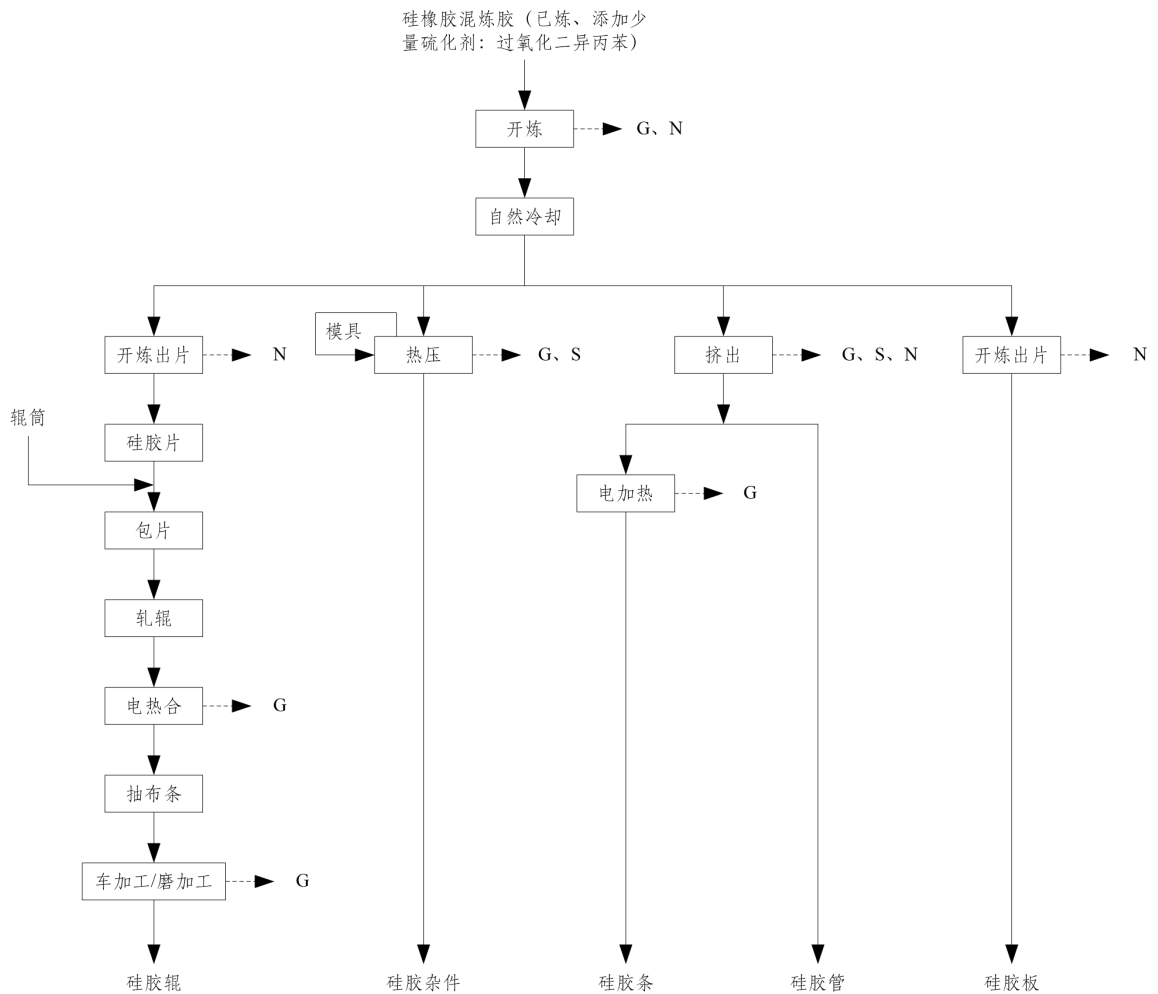 硅橡胶混炼胶（已炼、添加少
量硫化剂：过氧化二异丙苯）
开炼
G、N
自然冷却
模具
开炼出片
N
热压
G、S
挤出
G、S、N
开炼出片
N
辊筒
硅胶片
电加热
G
包片
轧辊
电热合
G
抽布条
车加工/磨加工
G
硅胶辊
硅胶杂件
硅胶条
硅胶管
硅胶板